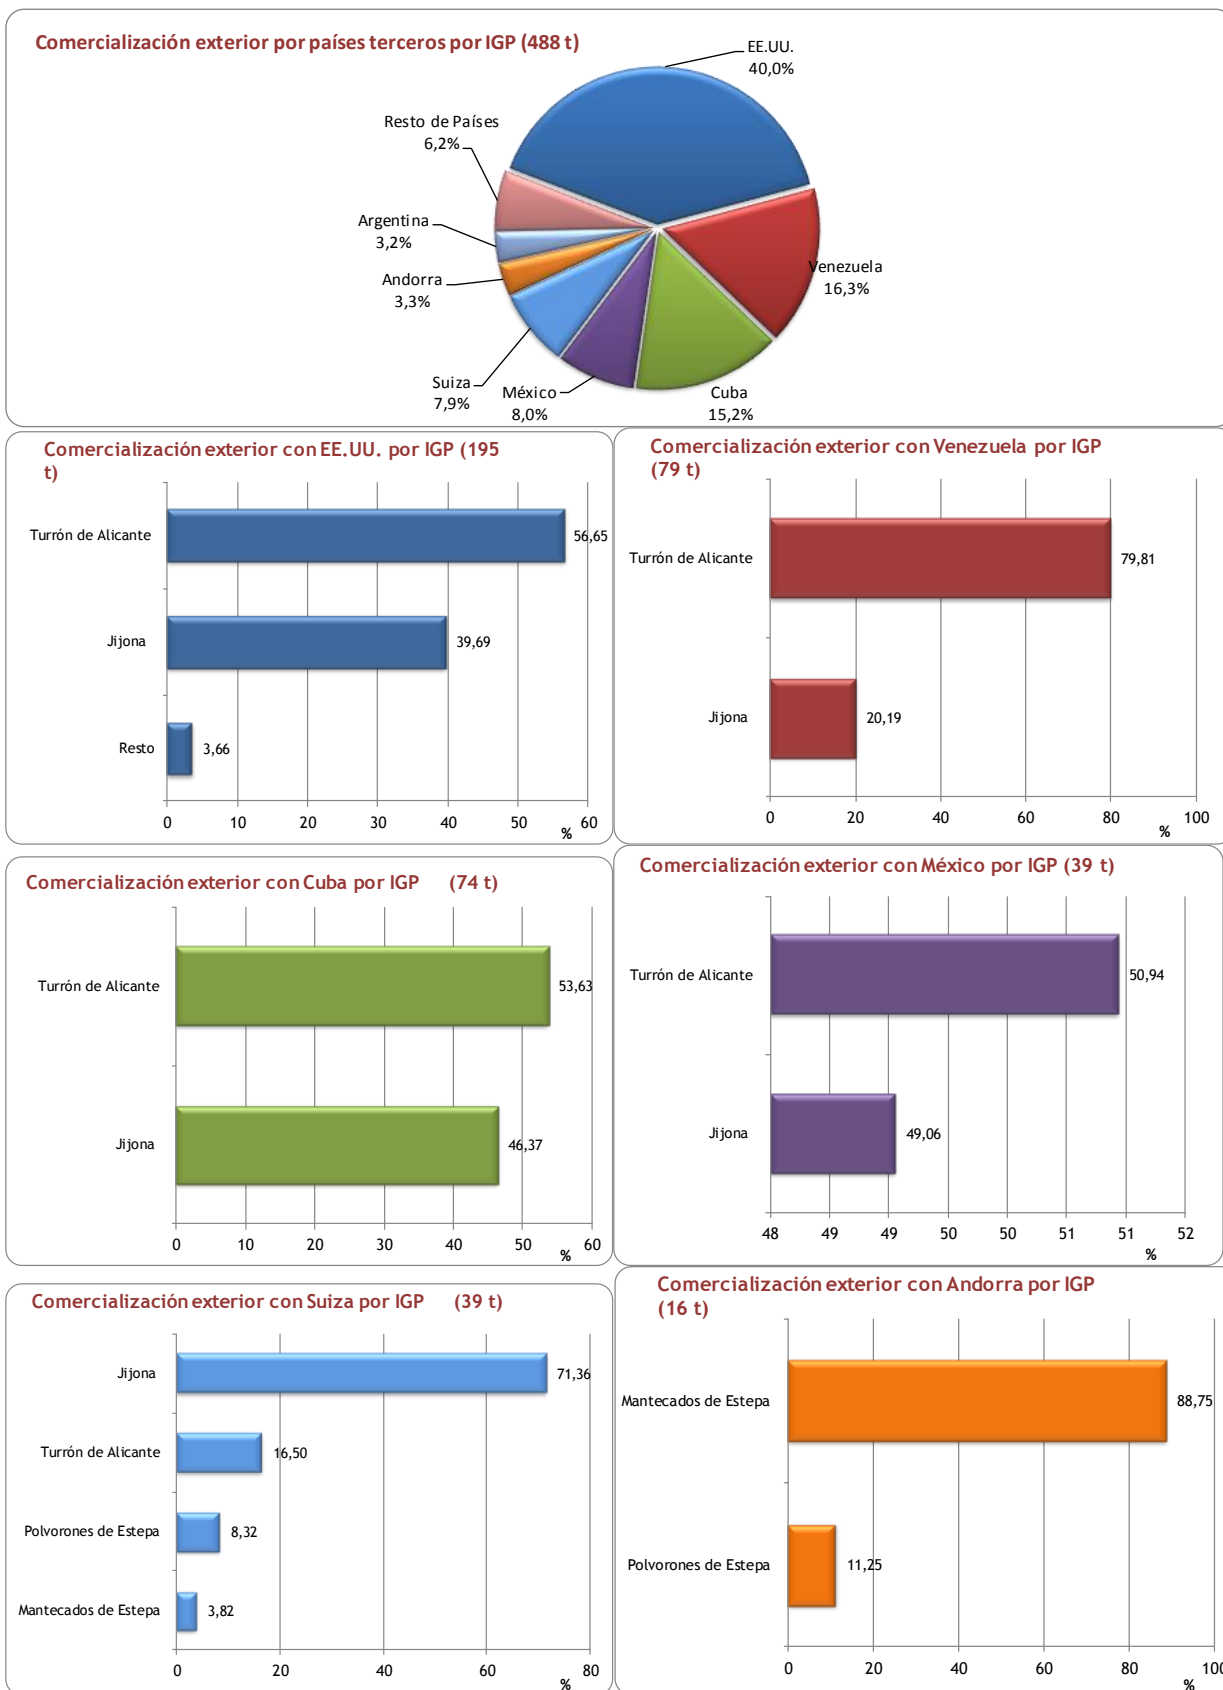 Comercialización exterior por países terceros por IGP (488 t)
EE.UU.
40,0%
Resto de Países
6,2%
Argentina
3,2%
Andorra
3,3%
Suiza
7,9%
México
8,0%
Cuba
15,2%
Venezuela
16,3%
Comercialización exterior con EE.UU. por IGP (195
t)
Turrón de Alicante
56,65
Jijona
39,69
Resto
3,66
0 10 20 30 40 50 60
%
Comercialización exterior con Venezuela por IGP
(79 t)
Turrón de Alicante
79,81
Jijona
20,19
0 20 40 60 80 100
%
Comercialización exterior con Cuba por IGP (74 t)
Turrón de Alicante
53,63
Jijona
46,37
0 10 20 30 40 50 60
%
Comercialización exterior con México por IGP (39 t)
Turrón de Alicante
50,94
Jijona
49,06
48 49 49 50 50 51 51 52
%
Comercialización exterior con Suiza por IGP (39 t)
Jijona
71,36
Turrón de Alicante
16,50
Polvorones de Estepa
8,32
Mantecados de Estepa
3,82
0 20 40 60 80
%
Comercialización exterior con Andorra por IGP
(16 t)
Mantecados de Estepa
88,75
Polvorones de Estepa
11,25
0 20 40 60 80 100
%